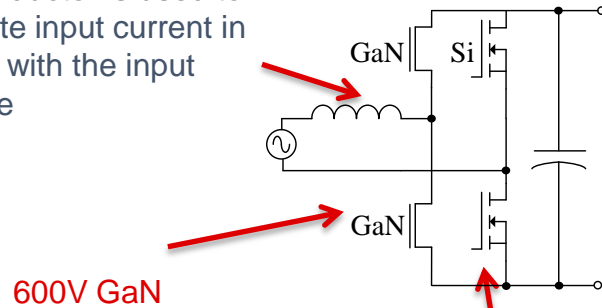 te input current in
with the input
GaN
Si
GaN
600V GaN